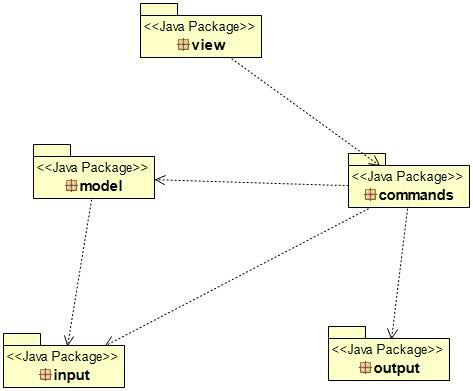 <<Java Package>>
view
<<Java Package>>
model
<<Java Package>>
commands
<<Java Package>>
input
<<Java Package>>
output